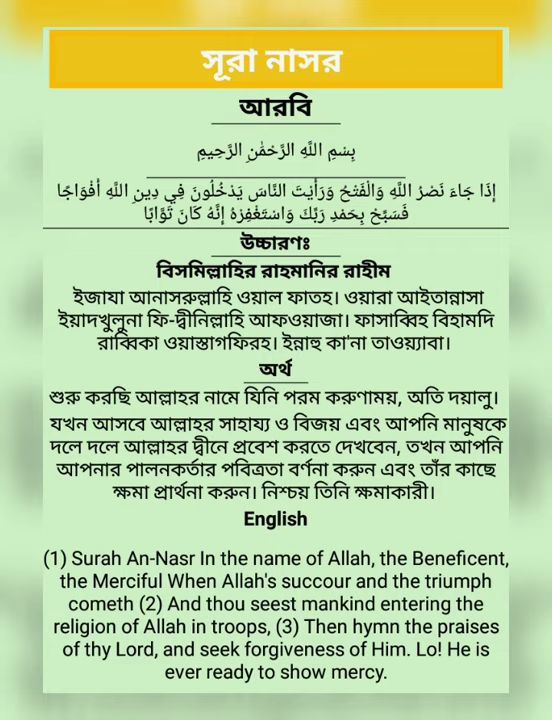 সূরা নাসর
আরবি
بِسْمِ اللَّهِ الرَّحْمَٰنِ الرَّحِيمِ
إِذَا جَاءَ نَصْرُ اللَّهِ وَالْفَتْحُ وَرَأَيْتَ النَّاسَ يَدْخُلُونَ فِي دِينِ اللَّهِ أَفْوَاجًا
فَسَبِّحْ بِحَمْدِ رَبِّكَ وَاسْتَغْفِرْهُ إِنَّهُ كَانَ تَوَّابًا
উচ্চারণঃ
বিসমিল্লাহির রাহমানির রাহীম
ইজাযা আনাসরুল্লাহি ওয়াল ফাতহ। ওয়ারা আইতান্নাসা
ইয়াদখুলুনা ফি-দ্বীনিল্লাহি আফওয়াজা। ফাসাব্বিহ বিহামদি
রাব্বিকা ওয়াস্তাগফিরহ। ইন্নাহু কা'না তাওয়্যাবা।
অর্থ
শুরু করছি আল্লাহর নামে যিনি পরম করুণাময়, অতি দয়ালু।
যখন আসবে আল্লাহর সাহায্য ও বিজয় এবং আপনি মানুষকে
দলে দলে আল্লাহর দ্বীনে প্রবেশ করতে দেখবেন, তখন আপনি
আপনার পালনকর্তার পবিত্রতা বর্ণনা করুন এবং তাঁর কাছে
ক্ষমা প্রার্থনা করুন। নিশ্চয় তিনি ক্ষমাকারী।
English
(1) Surah An-Nasr In the name of Allah, the Beneficent,
the Merciful When Allah's succour and the triumph
cometh (2) And thou seest mankind entering the
religion of Allah in troops, (3) Then hymn the praises
of thy Lord, and seek forgiveness of Him. Lo! He is
ever ready to show mercy.